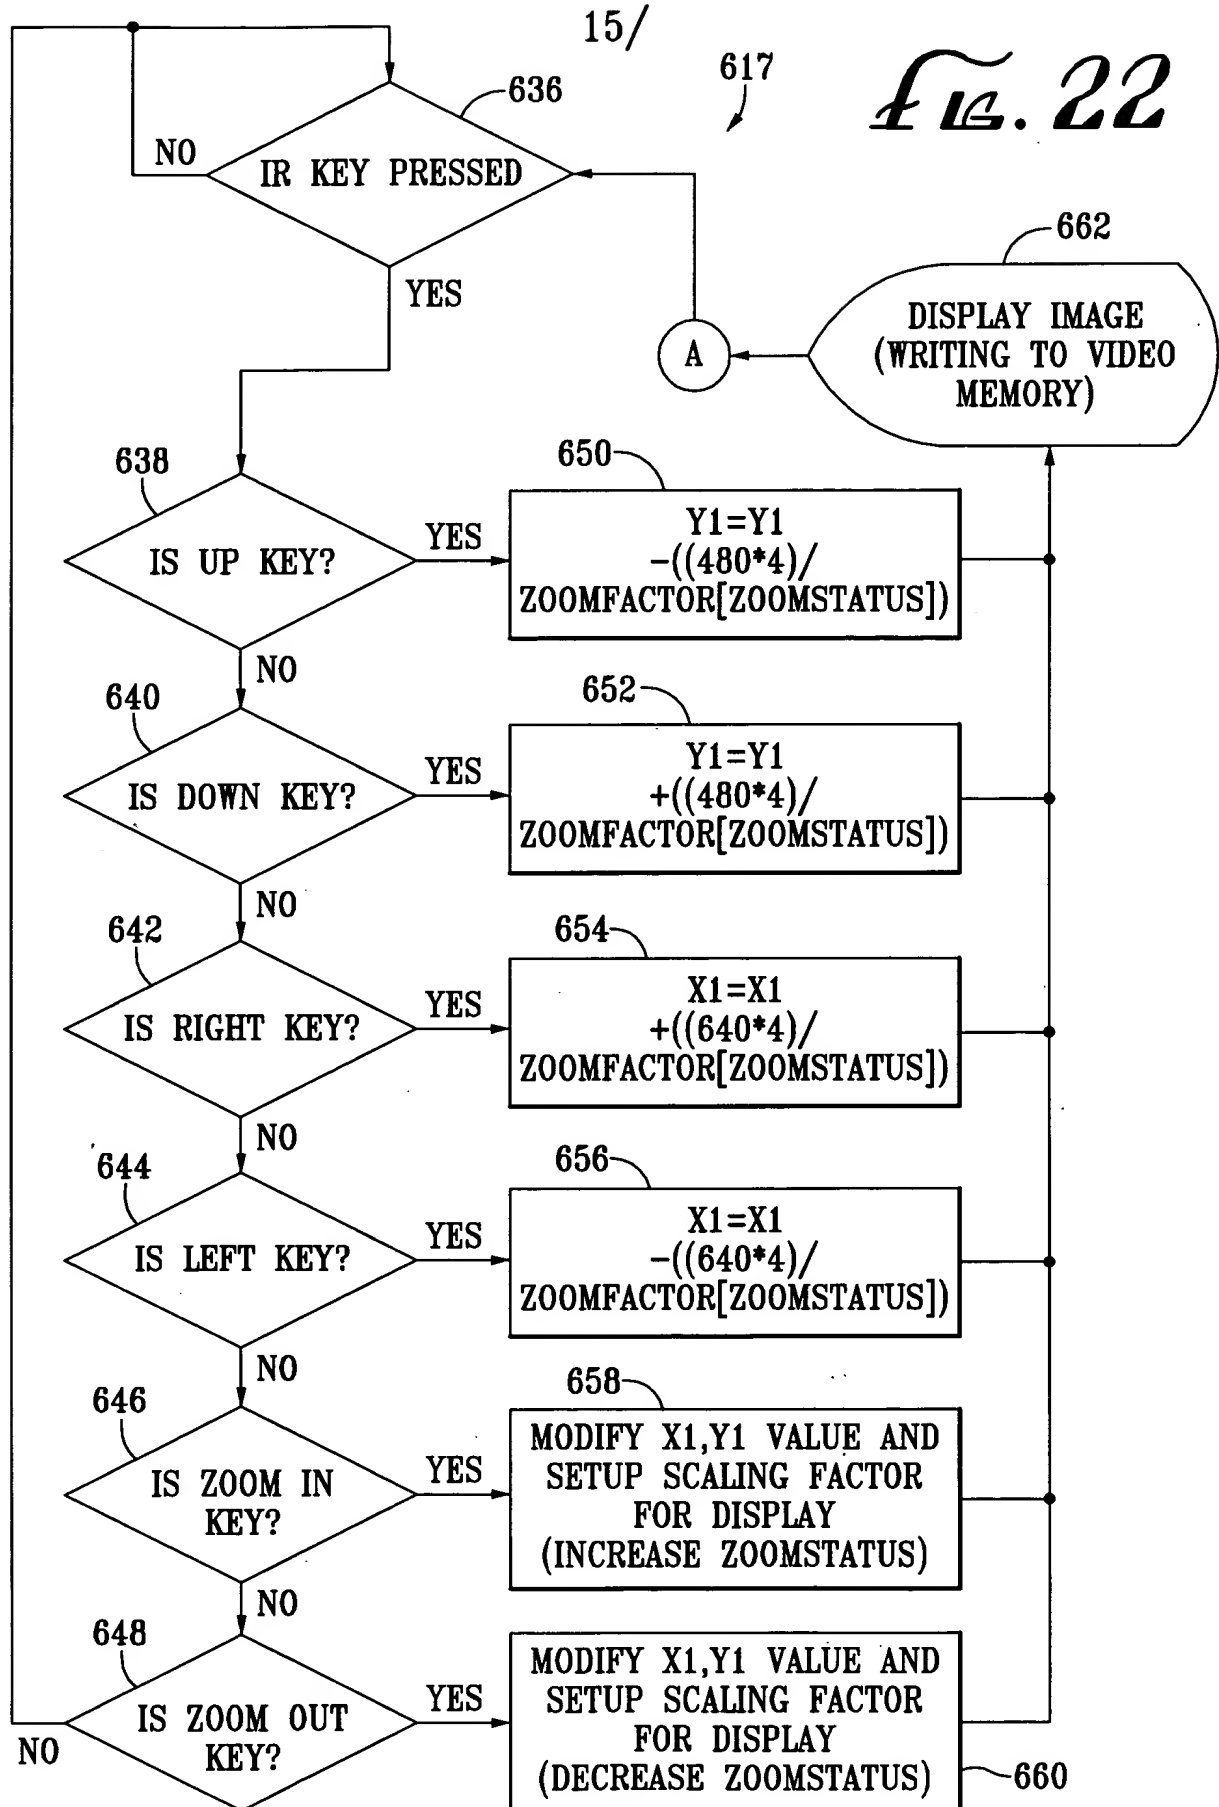 15/
617
FIG. 22
636
NO
IR KEY PRESSED
YES
662
DISPLAY IMAGE
(WRITING TO VIDEO
MEMORY)
A
638
IS UP KEY?
YES
650
Y1=Y1
-((480*4)/
ZOOMFACTOR[ZOOMSTATUS])
NO
640
IS DOWN KEY?
YES
652
Y1=Y1
+((480*4)/
ZOOMFACTOR[ZOOMSTATUS])
NO
642
IS RIGHT KEY?
YES
654
X1=X1
+((640*4)/
ZOOMFACTOR[ZOOMSTATUS])
NO
644
IS LEFT KEY?
YES
656
X1=X1
-((640*4)/
ZOOMFACTOR[ZOOMSTATUS])
NO
646
IS ZOOM IN
KEY?
YES
658
MODIFY X1,Y1 VALUE AND
SETUP SCALING FACTOR
FOR DISPLAY
(INCREASE ZOOMSTATUS)
NO
648
IS ZOOM OUT
KEY?
NO
YES
MODIFY X1,Y1 VALUE AND
SETUP SCALING FACTOR
FOR DISPLAY
(DECREASE ZOOMSTATUS)
660